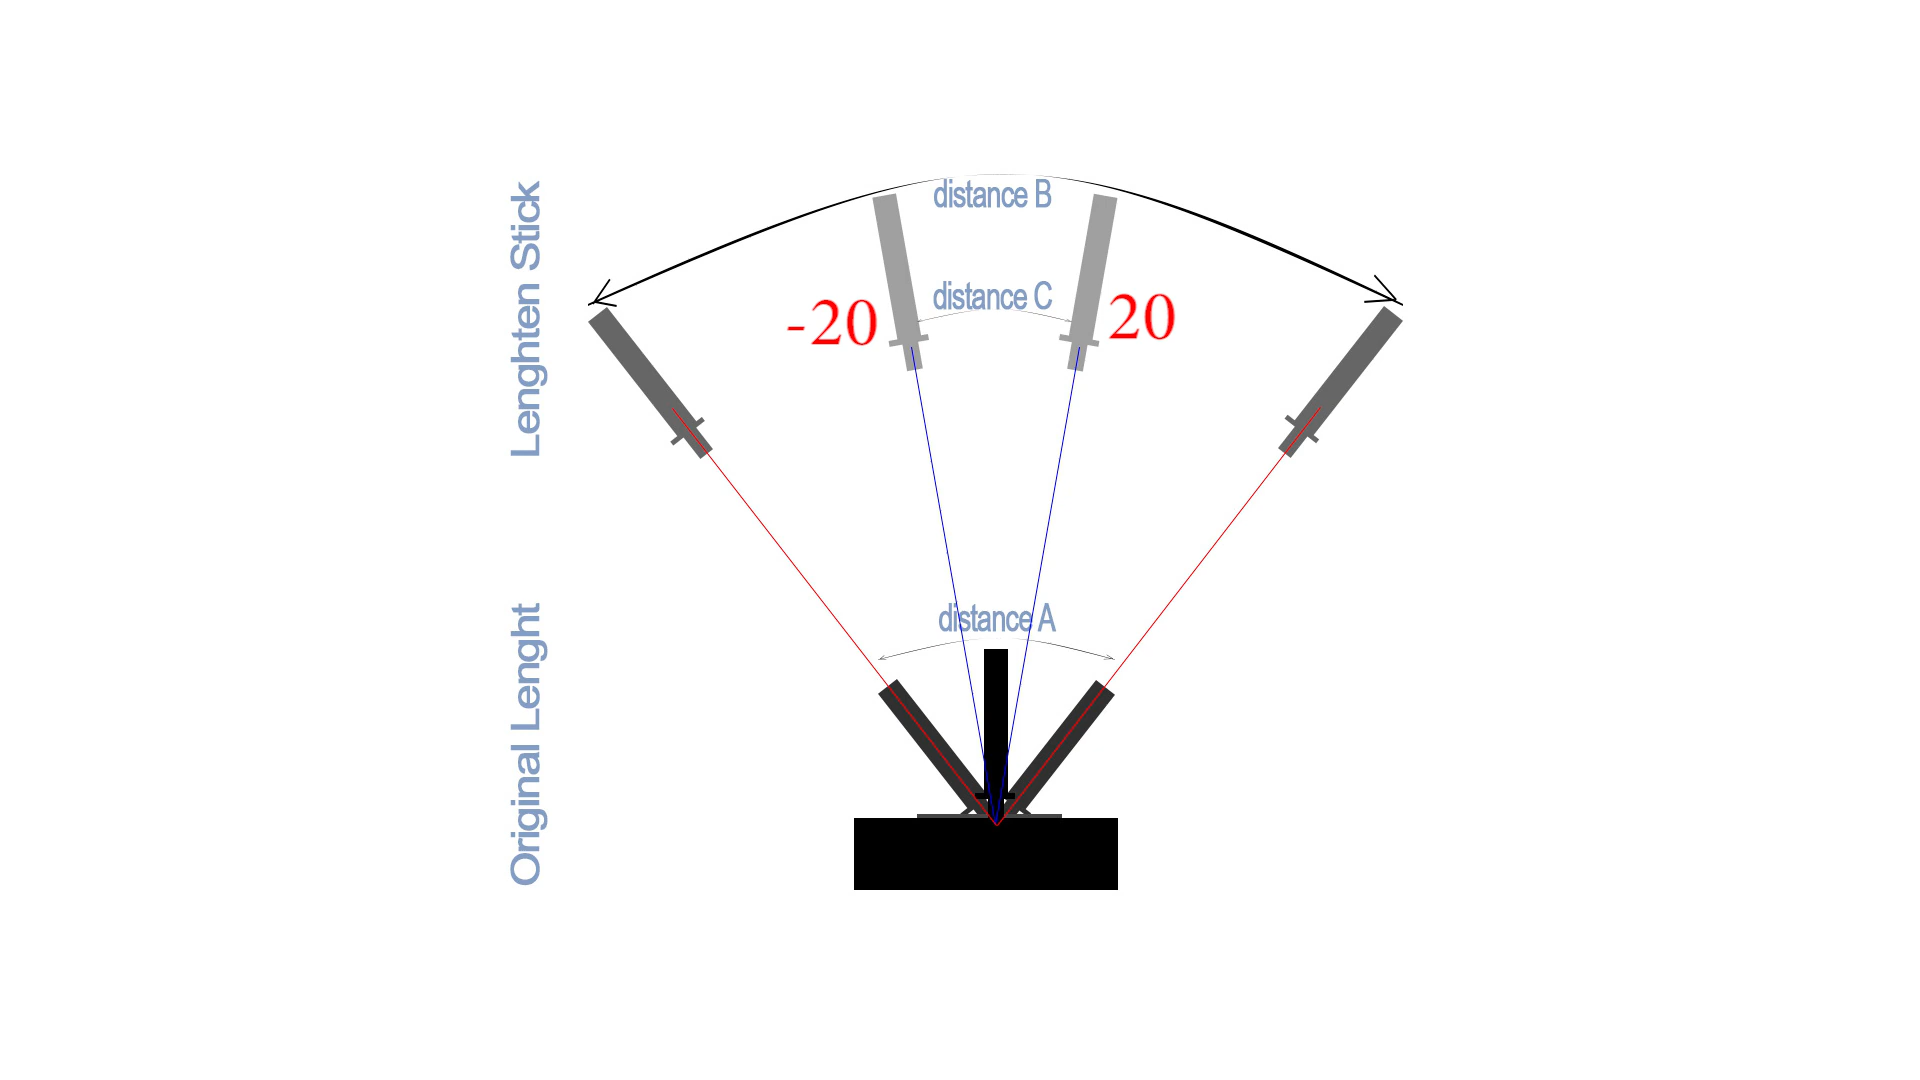 Lenghten Stick
distance B
distance C
-20
20
distance A
Original Lenght